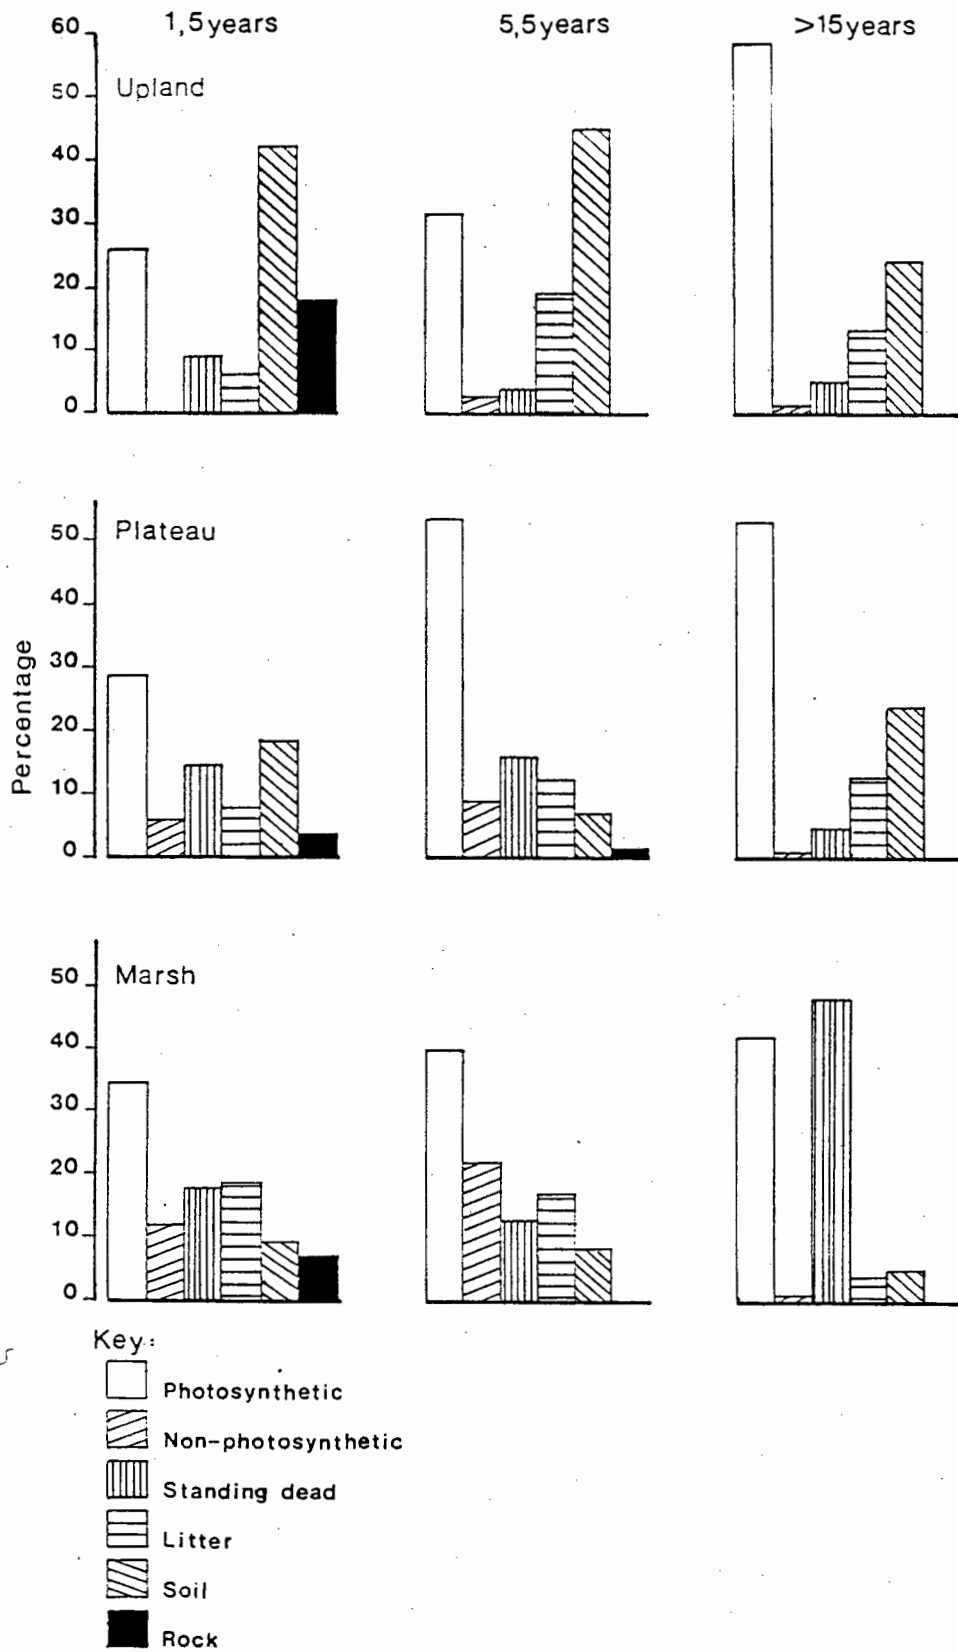 1,5years 5,5years >15years
Upland
60
50
40
30
20
10
0
Plateau
50
40
30
20
10
0
Percentage
Marsh
50
40
30
20
10
0
Key:
Photosynthetic
Non-photosynthetic
Standing dead
Litter
Soil
Rock